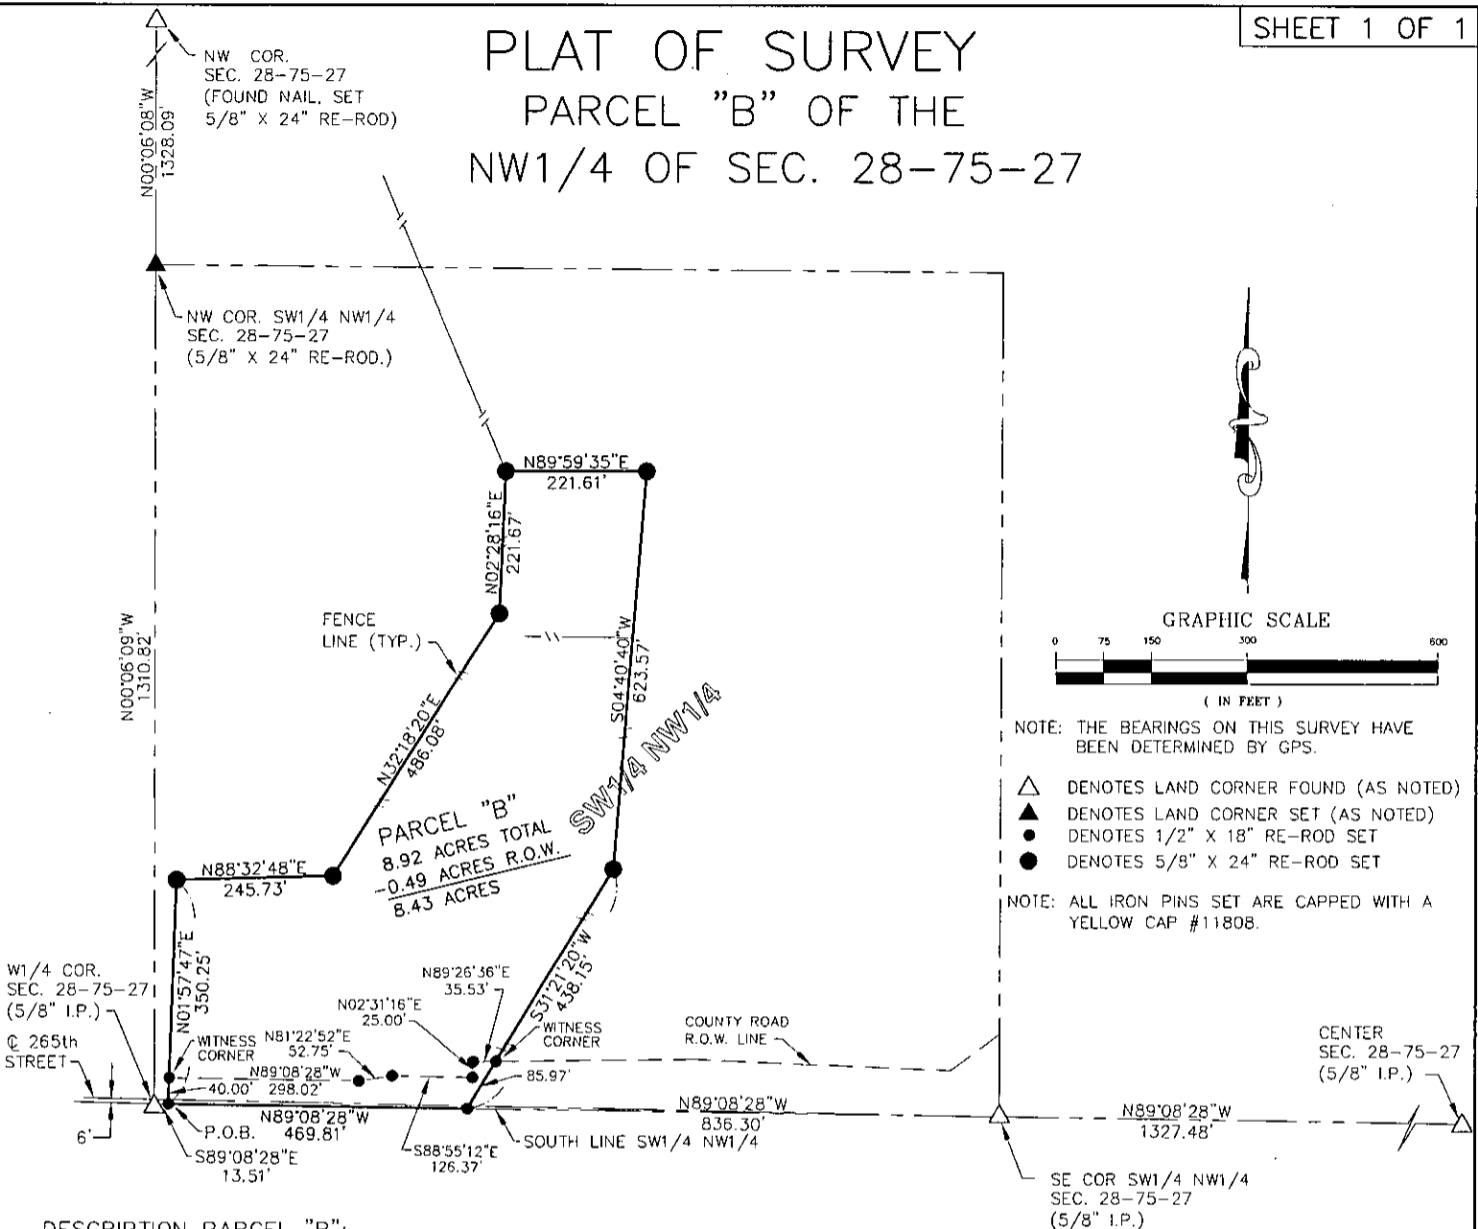 SHEET 1 OF 1
PLAT OF SURVEY
PARCEL "B" OF THE
NW1/4 OF SEC. 28-75-27
NW COR.
SEC. 28-75-27
(FOUND NAIL, SET
5/8" X 24" RE-ROD)
N00°06'08"W
1328.09'
NW COR. SW1/4 NW1/4
SEC. 28-75-27
(5/8" X 24" RE-ROD.)
N89°59'35"E
221.61'
N02°28'16"E
221.67'
FENCE
LINE (TYP.)
N00°06'09"W
1310.82'
S04°40'40"W
623.57'
N32°18'20"E
486.08'
SW1/4 NW1/4
PARCEL "B"
8.92 ACRES TOTAL
-0.49 ACRES R.O.W.
8.43 ACRES
N88°32'48"E
245.73'
N01°57'47"E
350.25'
S31°21'20"W
438.15'
GRAPHIC SCALE
0 75 150 300 600
( IN FEET )
NOTE: THE BEARINGS ON THIS SURVEY HAVE
BEEN DETERMINED BY GPS.
DENOTES LAND CORNER FOUND (AS NOTED)
DENOTES LAND CORNER SET (AS NOTED)
DENOTES 1/2" X 18" RE-ROD SET
DENOTES 5/8" X 24" RE-ROD SET
NOTE: ALL IRON PINS SET ARE CAPPED WITH A
YELLOW CAP #11808.
W1/4 COR.
SEC. 28-75-27
(5/8" I.P.)
℄ 265th
STREET
6'
WITNESS
CORNER
N81°22'52"E
52.75'
N02°31'16"E
25.00'
N89°26'36"E
35.53'
WITNESS
CORNER
COUNTY ROAD
R.O.W. LINE
CENTER
SEC. 28-75-27
(5/8" I.P.)
N89°08'28"W
298.02'
40.00'
85.97'
P.O.B.
N89°08'28"W
469.81'
S89°08'28"E
13.51'
S88°55'12"E
126.37'
SOUTH LINE SW1/4 NW1/4
N89°08'28"W
836.30'
N89°08'28"W
1327.48'
SE COR SW1/4 NW1/4
SEC. 28-75-27
(5/8" I.P.)
DESCRIPTION PARCEL "B":